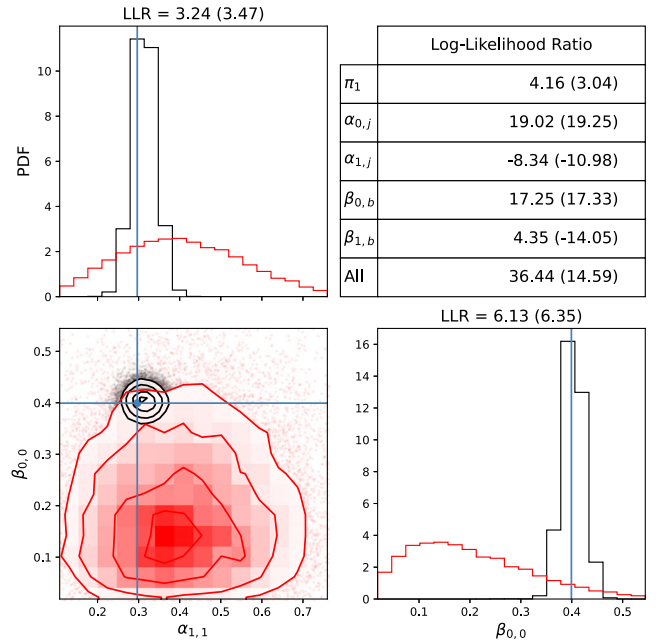 LLR = 3.24 (3.47)
10
8
6
4
2
0
PDF
Log-Likelihood Ratio
π₁ 4.16 (3.04)
α₀,ⱼ 19.02 (19.25)
α₁,ⱼ -8.34 (-10.98)
β₀,b 17.25 (17.33)
β₁,b 4.35 (-14.05)
All 36.44 (14.59)
0.5
0.4
0.3
0.2
0.1
β₀,₀
0.2 0.3 0.4 0.5 0.6 0.7
α₁,₁
LLR = 6.13 (6.35)
16
14
12
10
8
6
4
2
0
0.1 0.2 0.3 0.4 0.5
β₀,₀